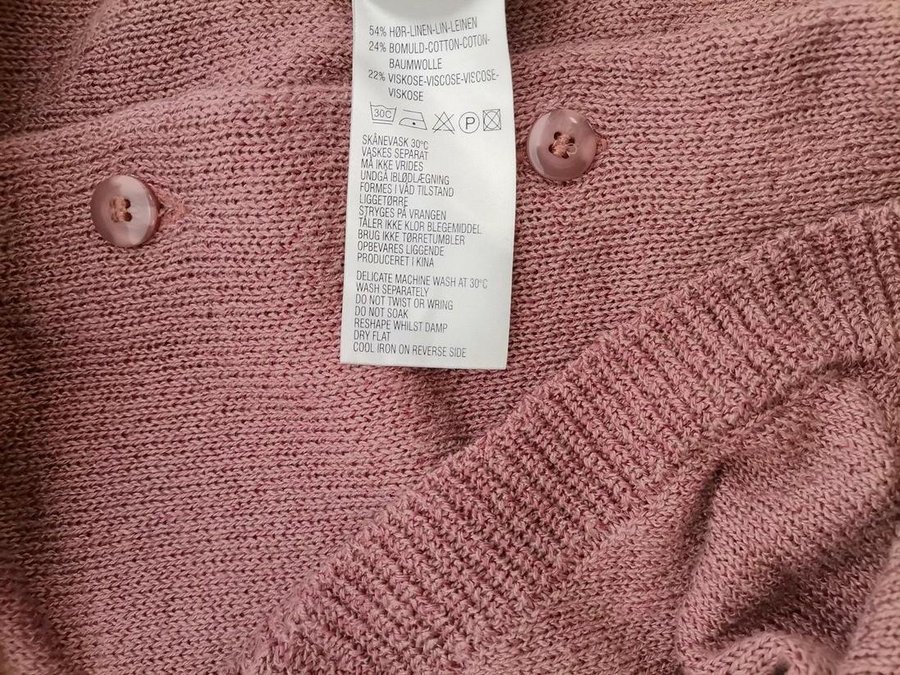 54% HØR-LINEN-LIN-LEINEN
24% BOMULD-COTTON-COTON-
BAUMWOLLE
22% VISKOSE-VISCOSE-VISCOSE-
VISKOSE
30C P
SKÅNEVASK 30°C
VASKES SEPARAT
MÅ IKKE VRIDES
UNDGÅ IBLØDLÆGNING
FORMES I VÅD TILSTAND
LIGGETØRRE
STRYGES PÅ VRANGEN
TÅLER IKKE KLOR BLEGEMIDDEL
BRUG IKKE TØRRETUMBLER
OPBEVARES LIGGENDE
PRODUCERET I KINA
DELICATE MACHINE WASH AT 30°C
WASH SEPARATELY
DO NOT TWIST OR WRING
DO NOT SOAK
RESHAPE WHILST DAMP
DRY FLAT
COOL IRON ON REVERSE SIDE